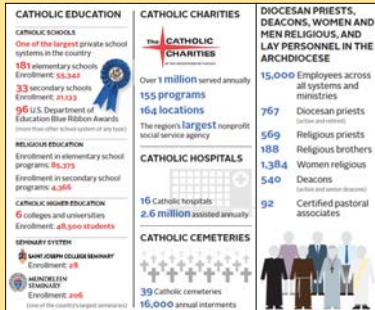 CATHOLIC EDUCATION
CATHOLIC SCHOOLS
One of the largest private school
systems in the country
181 elementary schools
Enrollment: 55,342
33 secondary schools
Enrollment: 21,133
96 U.S. Department of
Education Blue Ribbon Awards
(more than other school system of any type)
RELIGIOUS EDUCATION
Enrollment in elementary school
programs: 85,375
Enrollment in secondary school
programs: 4,366
CATHOLIC HIGHER EDUCATION
6 colleges and universities
Enrollment: 48,500 students
SEMINARY SYSTEM
SAINT JOSEPH COLLEGE SEMINARY
Enrollment: 28
MUNDELEIN
SEMINARY
Enrollment: 206
(one of the country's largest seminaries)
CATHOLIC CHARITIES
The CATHOLIC
CHARITIES
Over 1 million served annually
155 programs
164 locations
The region's largest nonprofit
social service agency
CATHOLIC HOSPITALS
16 Catholic hospitals
2.6 million assisted annually
CATHOLIC CEMETERIES
39 Catholic cemeteries
16,000 annual interments
DIOCESAN PRIESTS,
DEACONS, WOMEN AND
MEN RELIGIOUS, AND
LAY PERSONNEL IN THE
ARCHDIOCESE
15,000 Employees across
all systems and
ministries
767 Diocesan priests
(active and retired)
569 Religious priests
188 Religious brothers
1,384 Women religious
540 Deacons
(active and senior deacons)
92 Certified pastoral
associates